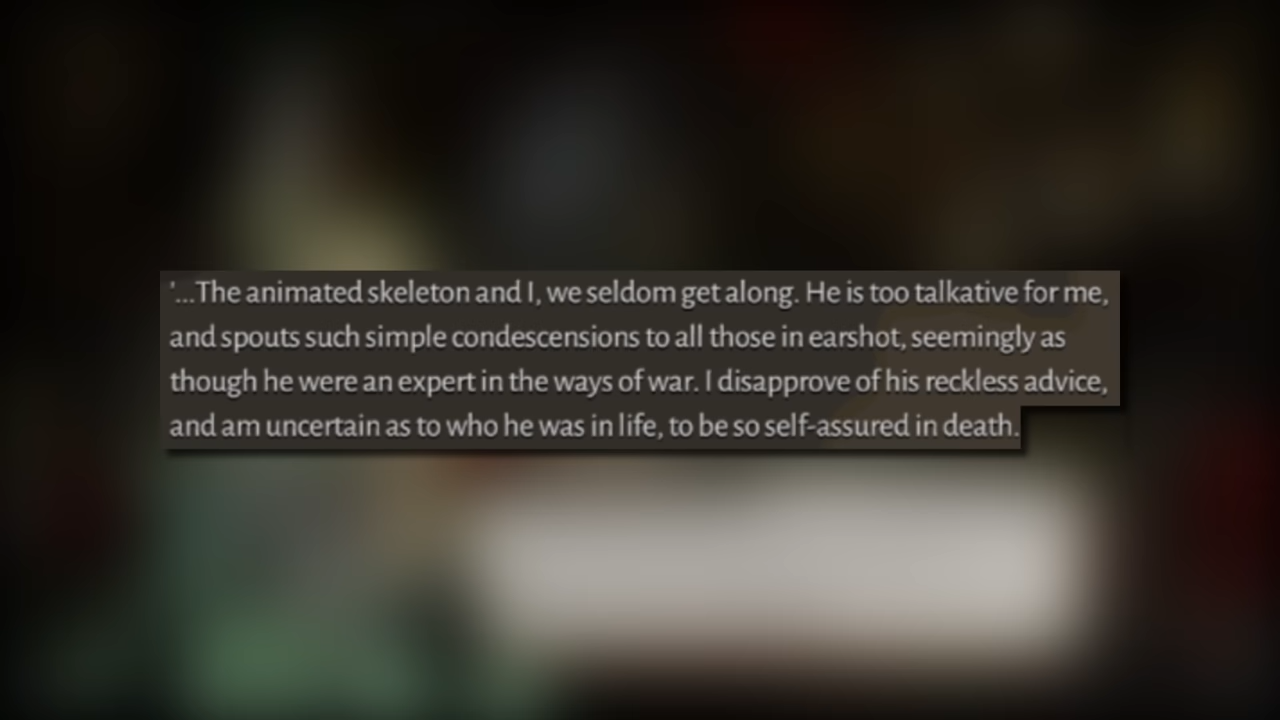 '...The animated skeleton and I, we seldom get along. He is too talkative for me,
and spouts such simple condescensions to all those in earshot, seemingly as
though he were an expert in the ways of war. I disapprove of his reckless advice,
and am uncertain as to who he was in life, to be so self-assured in death.